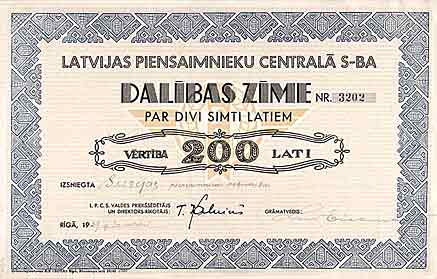 LATVIJAS PIENSAIMNIEKU CENTRALĀ S-BA
DALĪBAS ZĪME NR. 3202
PAR DIVI SIMTI LATIEM
VĒRTĪBA 200 LATI
IZSNIEGTA
L. P. C. S. VALDES PRIEKŠSĒDĒTĀJS
UN DIREKTORS-RĪKOTĀJS: GRĀMATVEDIS:
RĪGĀ, 19